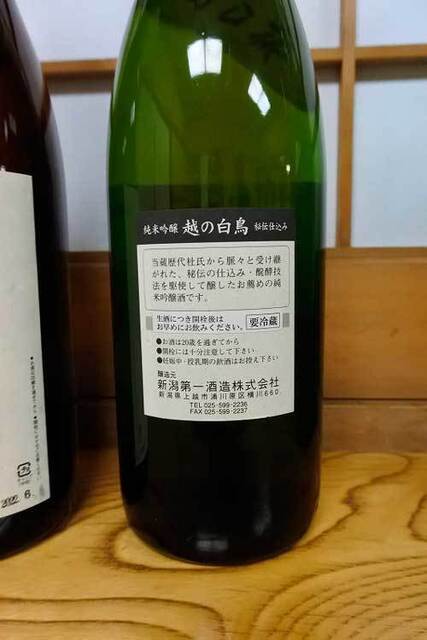 純米吟醸 越の白鳥 秘伝仕込み
当蔵歴代杜氏から脈々と受け継
がれた、秘伝の仕込み・醗酵技
法を駆使して醸したお薦めの純
米吟醸酒です。
生酒につき開栓後は
お早めにお飲みください。
要冷蔵
●お酒は20歳を過ぎてから
●開栓には十分注意して下さい
●妊娠中・授乳期の飲酒はお控え下さい
醸造元
新潟第一酒造株式会社
新潟県上越市浦川原区横川660
TEL 025-599-2236
FAX 025-599-2237
2022. 6.